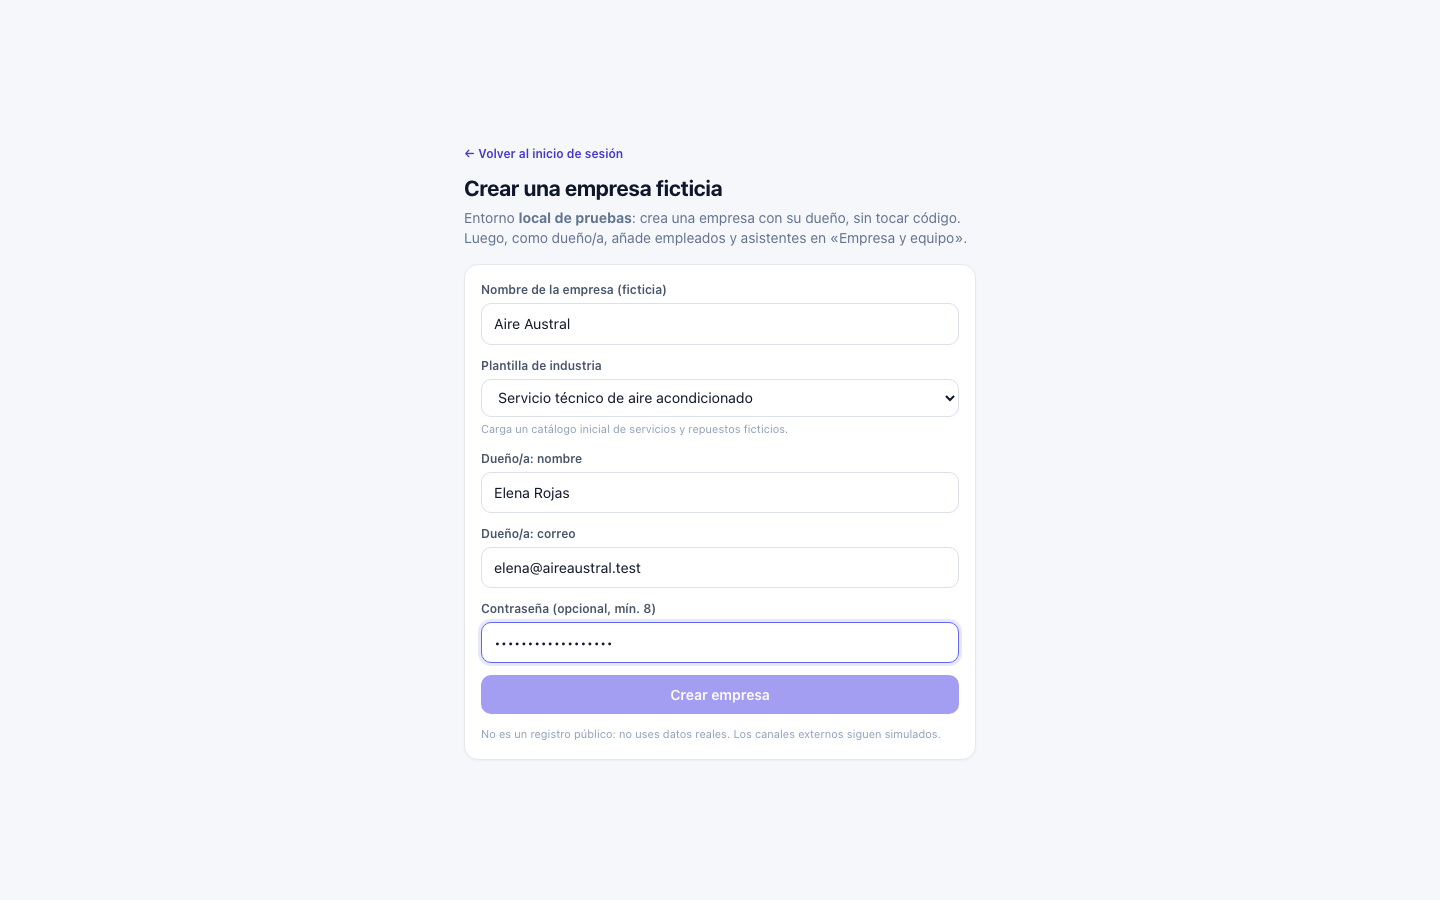 ← Volver al inicio de sesión
Crear una empresa ficticia
Entorno local de pruebas: crea una empresa con su dueño, sin tocar código.
Luego, como dueño/a, añade empleados y asistentes en «Empresa y equipo».
Nombre de la empresa (ficticia)
Aire Austral
Plantilla de industria
Servicio técnico de aire acondicionado
Carga un catálogo inicial de servicios y repuestos ficticios.
Dueño/a: nombre
Elena Rojas
Dueño/a: correo
elena@aireaustral.test
Contraseña (opcional, mín. 8)
••••••••••••••••••
Crear empresa
No es un registro público: no uses datos reales. Los canales externos siguen simulados.